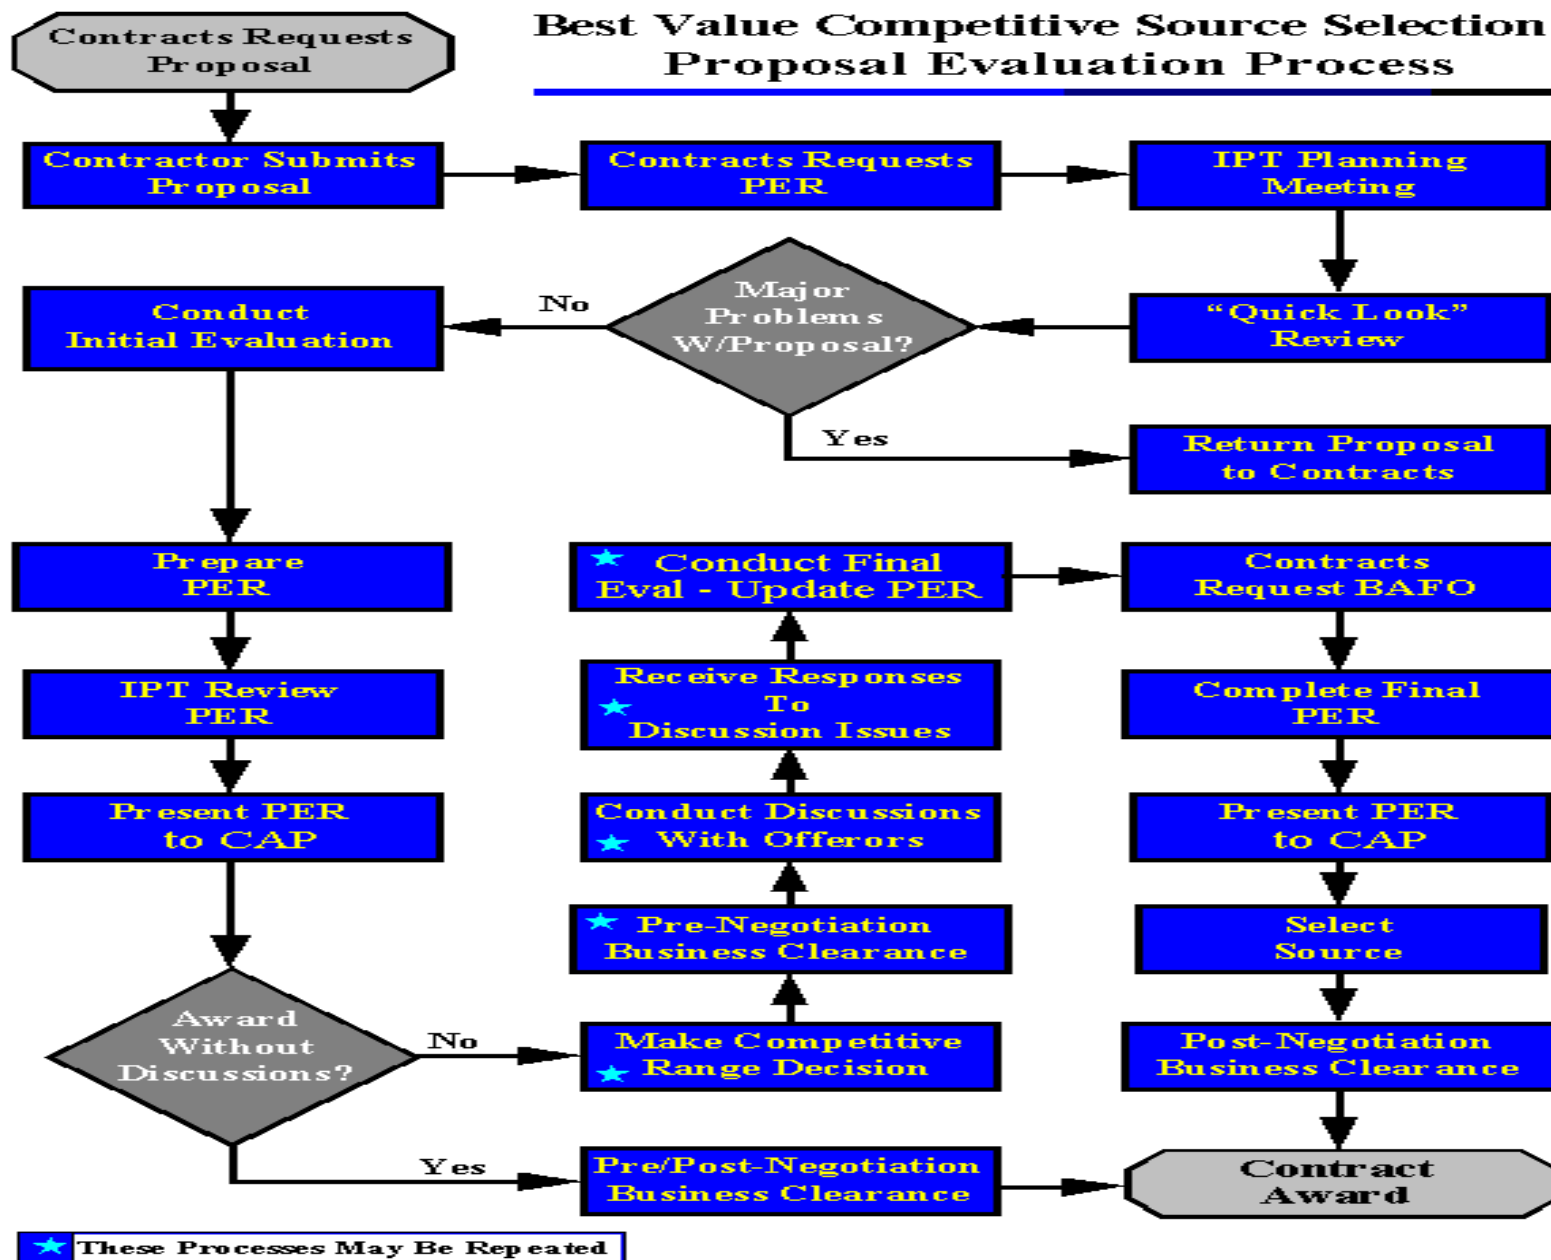 Contracts Requests
Proposal
Best Value Competitive Source Selection
Proposal Evaluation Process
Contractor Submits
Proposal
Contracts Requests
PER
IPT Planning
Meeting
Conduct
Initial Evaluation
No
Major
Problems
W/Proposal?
“Quick Look”
Review
Yes
Return Proposal
to Contracts
Prepare
PER
Conduct Final
Eval - Update PER
Contracts
Request BAFO
IPT Review
PER
Receive Responses
To
Discussion Issues
Complete Final
PER
Present PER
to CAP
Conduct Discussions
With Offerors
Present PER
to CAP
Pre-Negotiation
Business Clearance
Select
Source
Award
Without
Discussions?
No
Make Competitive
Range Decision
Post-Negotiation
Business Clearance
Yes
Pre/Post-Negotiation
Business Clearance
Contract
Award
These Processes May Be Repeated